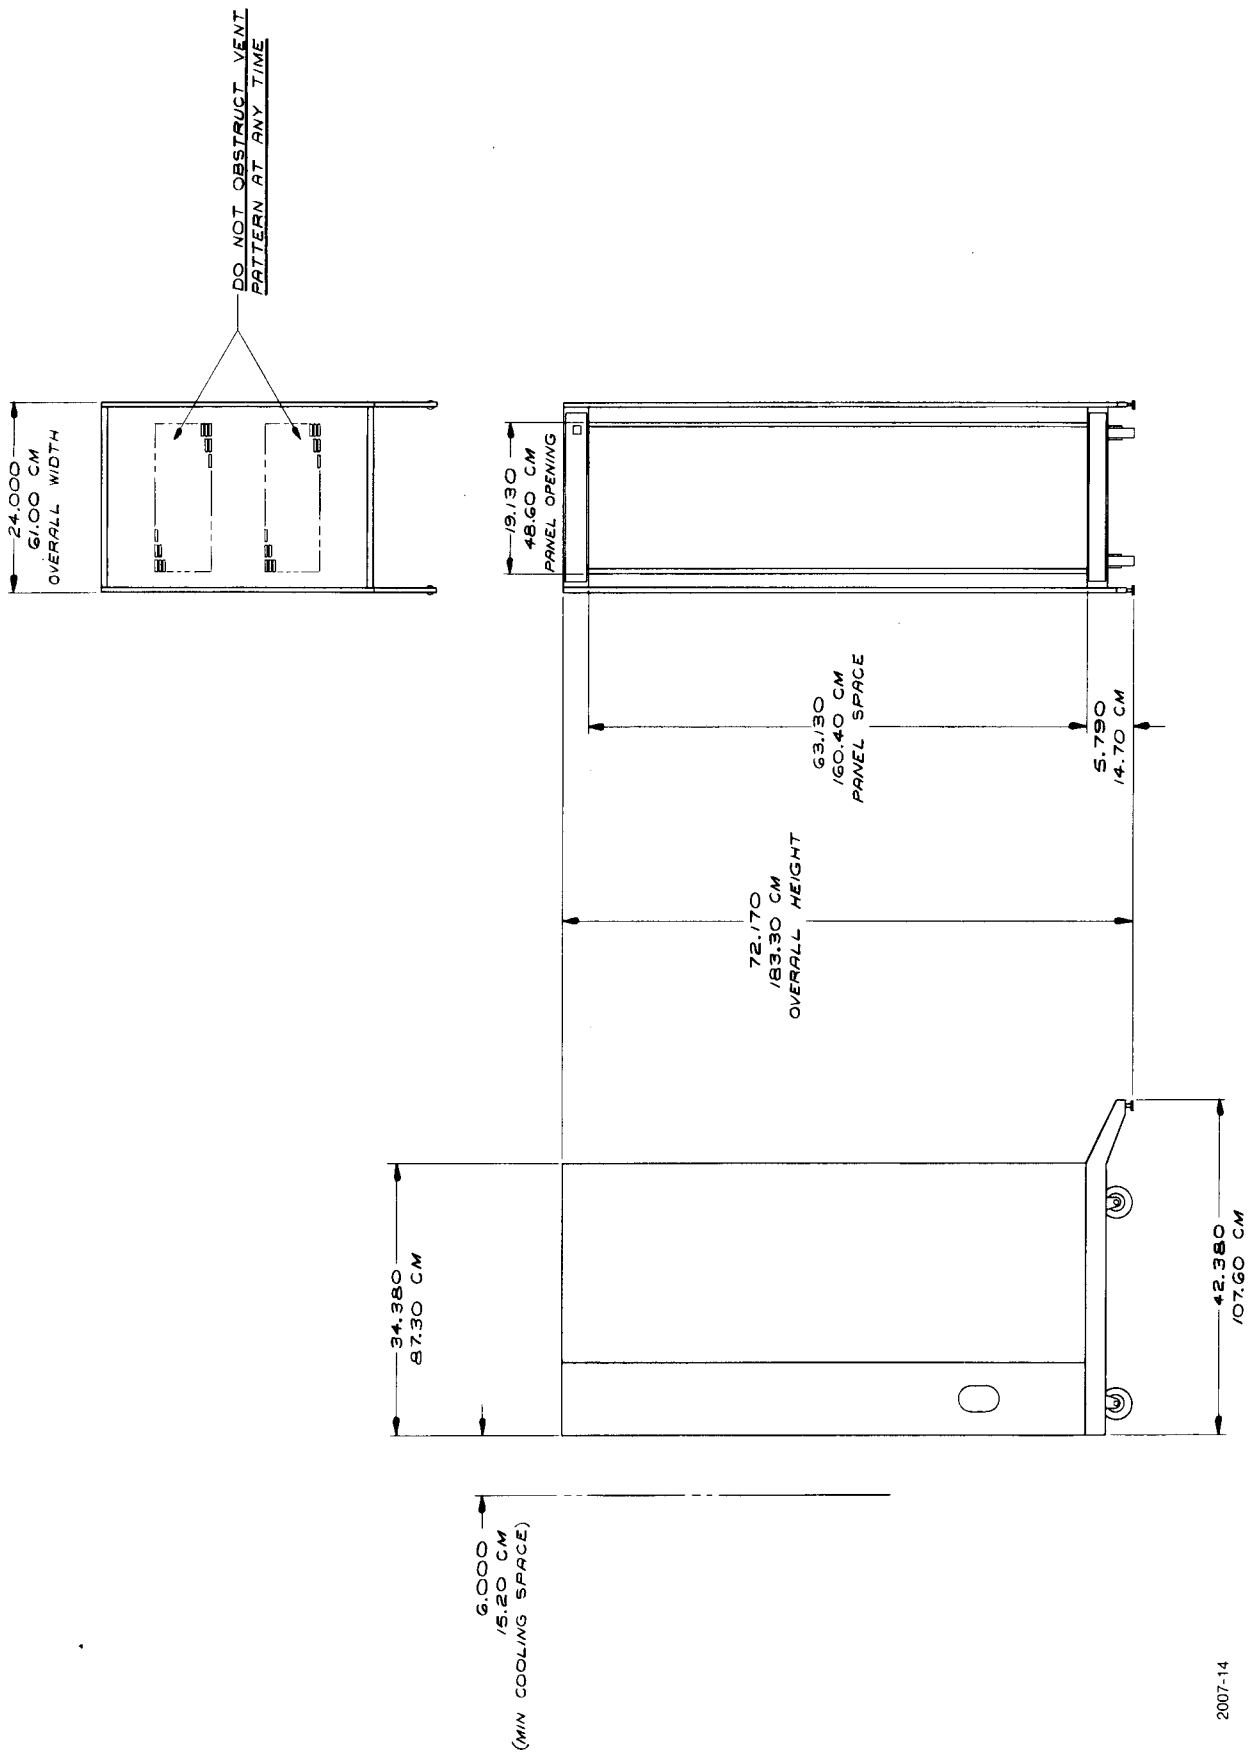 24.000
61.00 CM
OVERALL WIDTH
DO NOT OBSTRUCT VENT
PATTERN AT ANY TIME
19.130
48.60 CM
PANEL OPENING
63.130
160.40 CM
PANEL SPACE
5.790
14.70 CM
72.170
183.30 CM
OVERALL HEIGHT
34.380
87.30 CM
6.000
15.20 CM
(MIN COOLING SPACE)
42.380
107.60 CM
2007-14